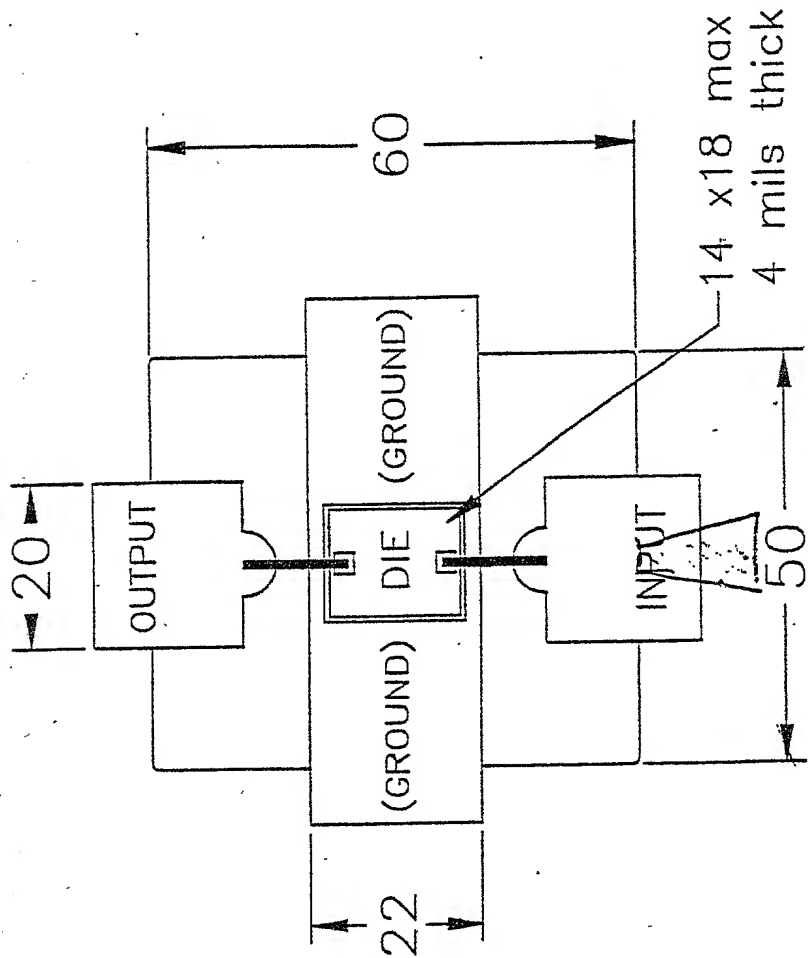 20
OUTPUT
60
(GROUND)
DIE
(GROUND)
22
INPUT
50
14 x18 max
4 mils thick